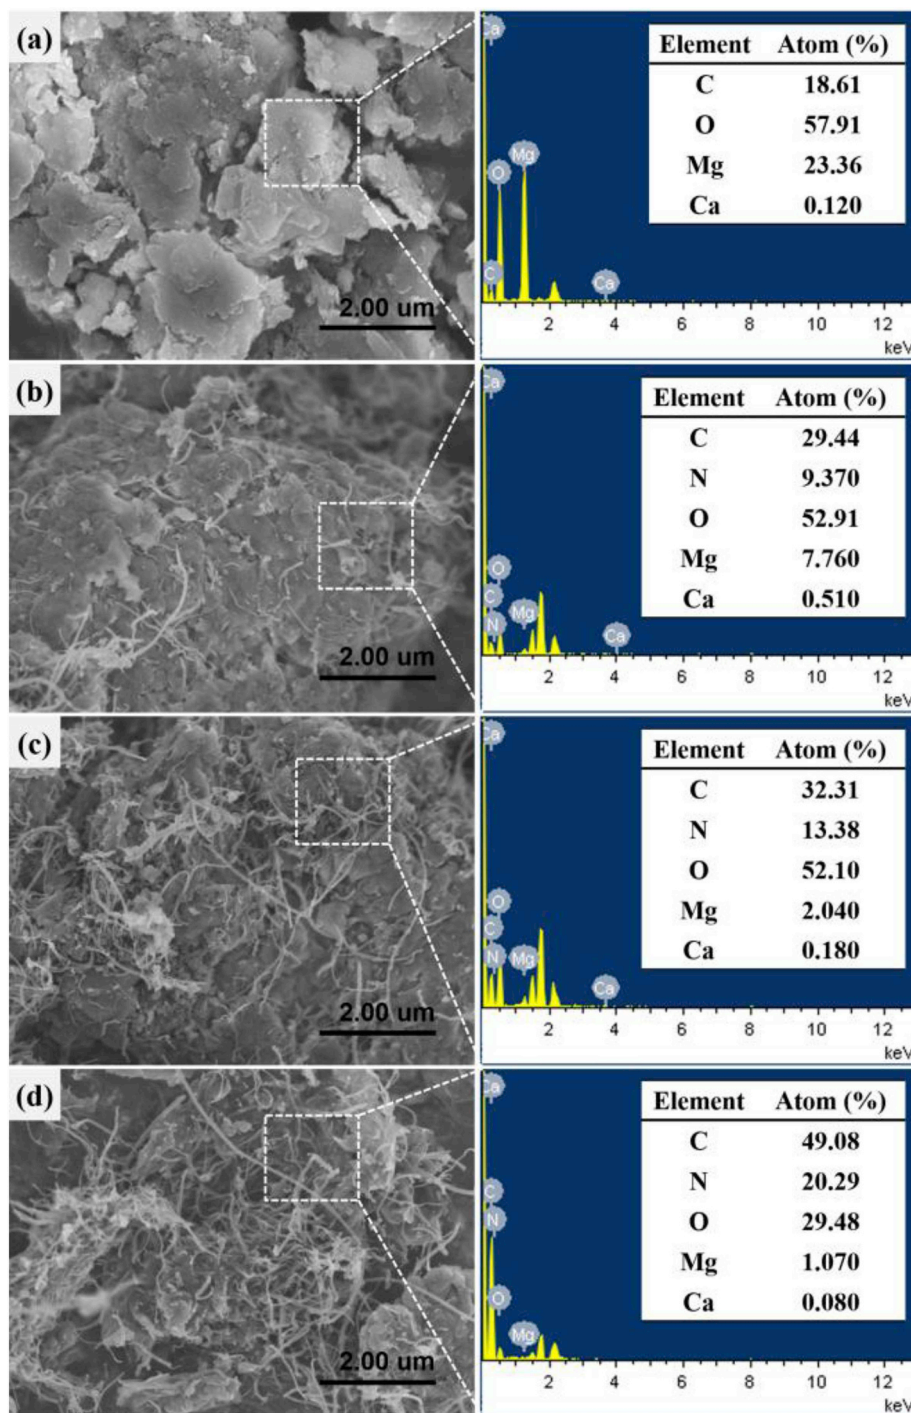 (a)
2.00 um
Ca
O
Mg
C
Ca
Element Atom (%)
C 18.61
O 57.91
Mg 23.36
Ca 0.120
2 4 6 8 10 12
keV
(b)
2.00 um
Ca
O
C
N
Mg
Ca
Element Atom (%)
C 29.44
N 9.370
O 52.91
Mg 7.760
Ca 0.510
2 4 6 8 10 12
keV
(c)
2.00 um
Ca
O
C
N
Mg
Ca
Element Atom (%)
C 32.31
N 13.38
O 52.10
Mg 2.040
Ca 0.180
2 4 6 8 10 12
keV
(d)
2.00 um
Ca
C
N
O
Mg
Element Atom (%)
C 49.08
N 20.29
O 29.48
Mg 1.070
Ca 0.080
2 4 6 8 10 12
keV